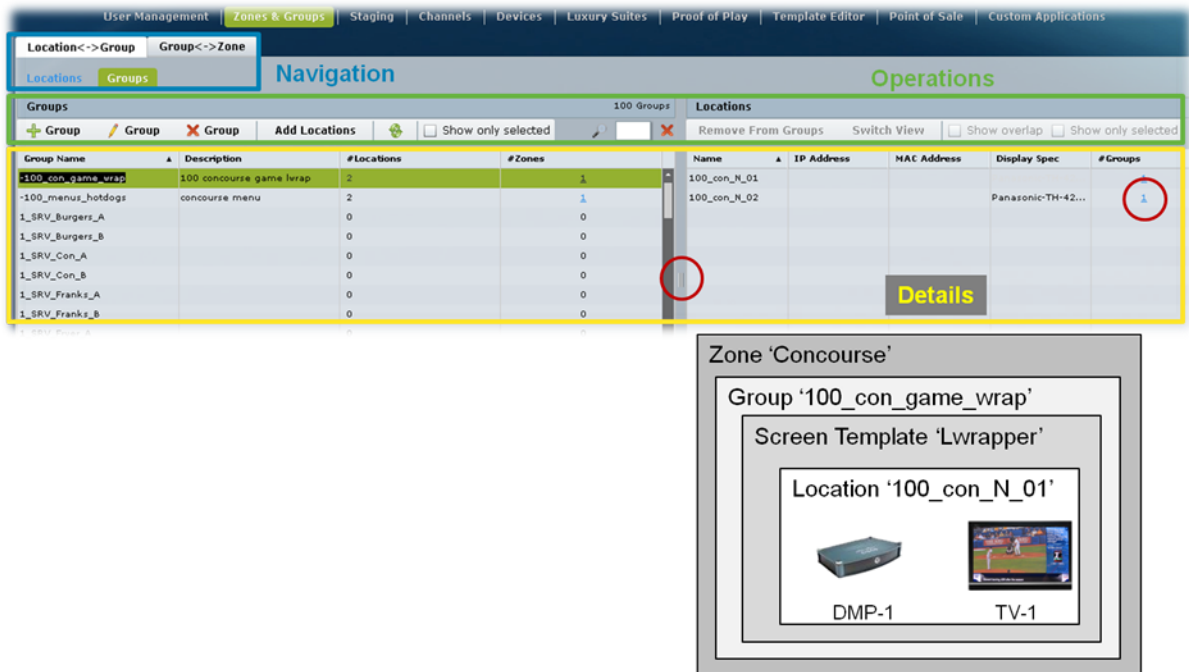 User Management | Zones & Groups | Staging | Channels | Devices | Luxury Suites | Proof of Play | Template Editor | Point of Sale | Custom Applications
Location<->Group Group<->Zone
Locations Groups
Navigation
Operations
Groups 100 Groups Locations
Group Group Group Add Locations Show only selected Remove From Groups Switch View Show overlap Show only selected
Group Name Description #Locations #Zones Name IP Address MAC Address Display Spec #Groups
-100_con_game_wrap 100 concourse game lwrap 2 1 100_con_N_01 1
-100_menus_hotdogs concourse menu 2 1 100_con_N_02 Panasonic-TH-42... 1
1_SRV_Burgers_A 0 0
1_SRV_Burgers_B 0 0
1_SRV_Con_A 0 0
1_SRV_Con_B 0 0
1_SRV_Franks_A 0 0
Details
1_SRV_Franks_B 0 0
Zone ‘Concourse’
Group ‘100_con_game_wrap’
Screen Template ‘Lwrapper’
Location ‘100_con_N_01’
DMP-1 TV-1